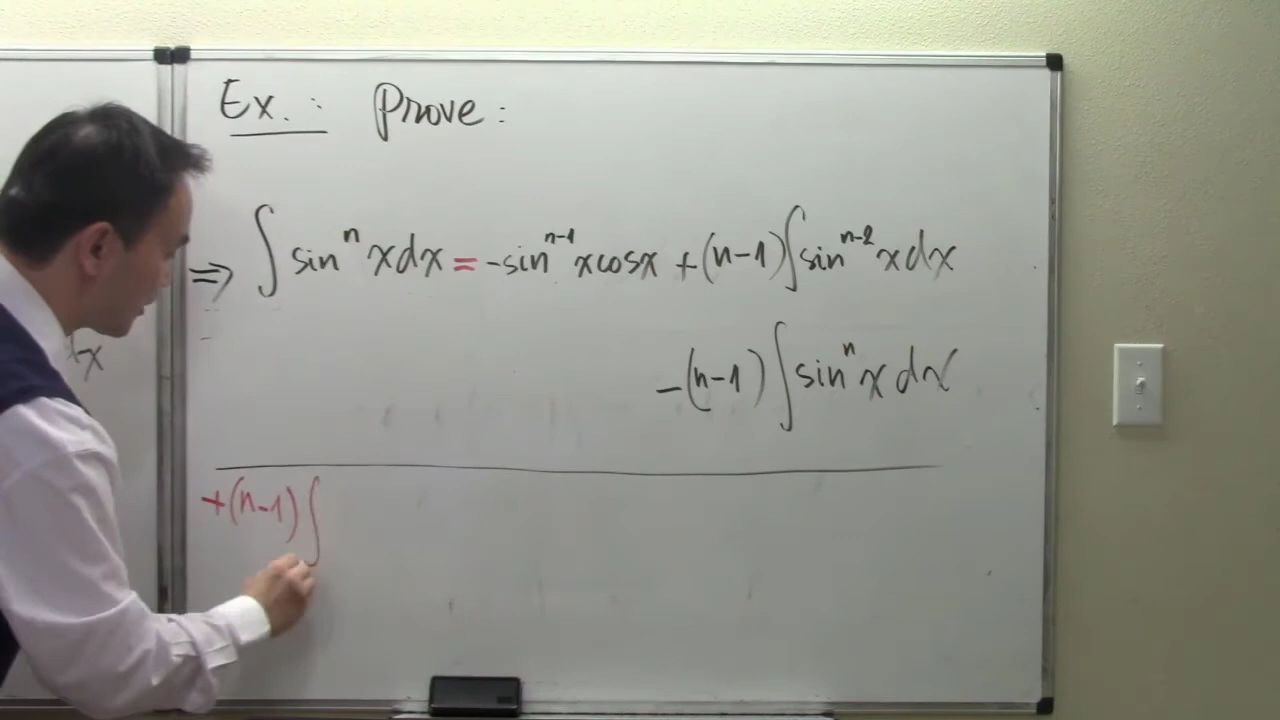 Ex.: Prove:
⇒ ∫ sinⁿ x dx = -sinⁿ⁻¹ x cos x + (n-1) ∫ sinⁿ⁻² x dx
-(n-1) ∫ sinⁿ x dx
+(n-1) ∫